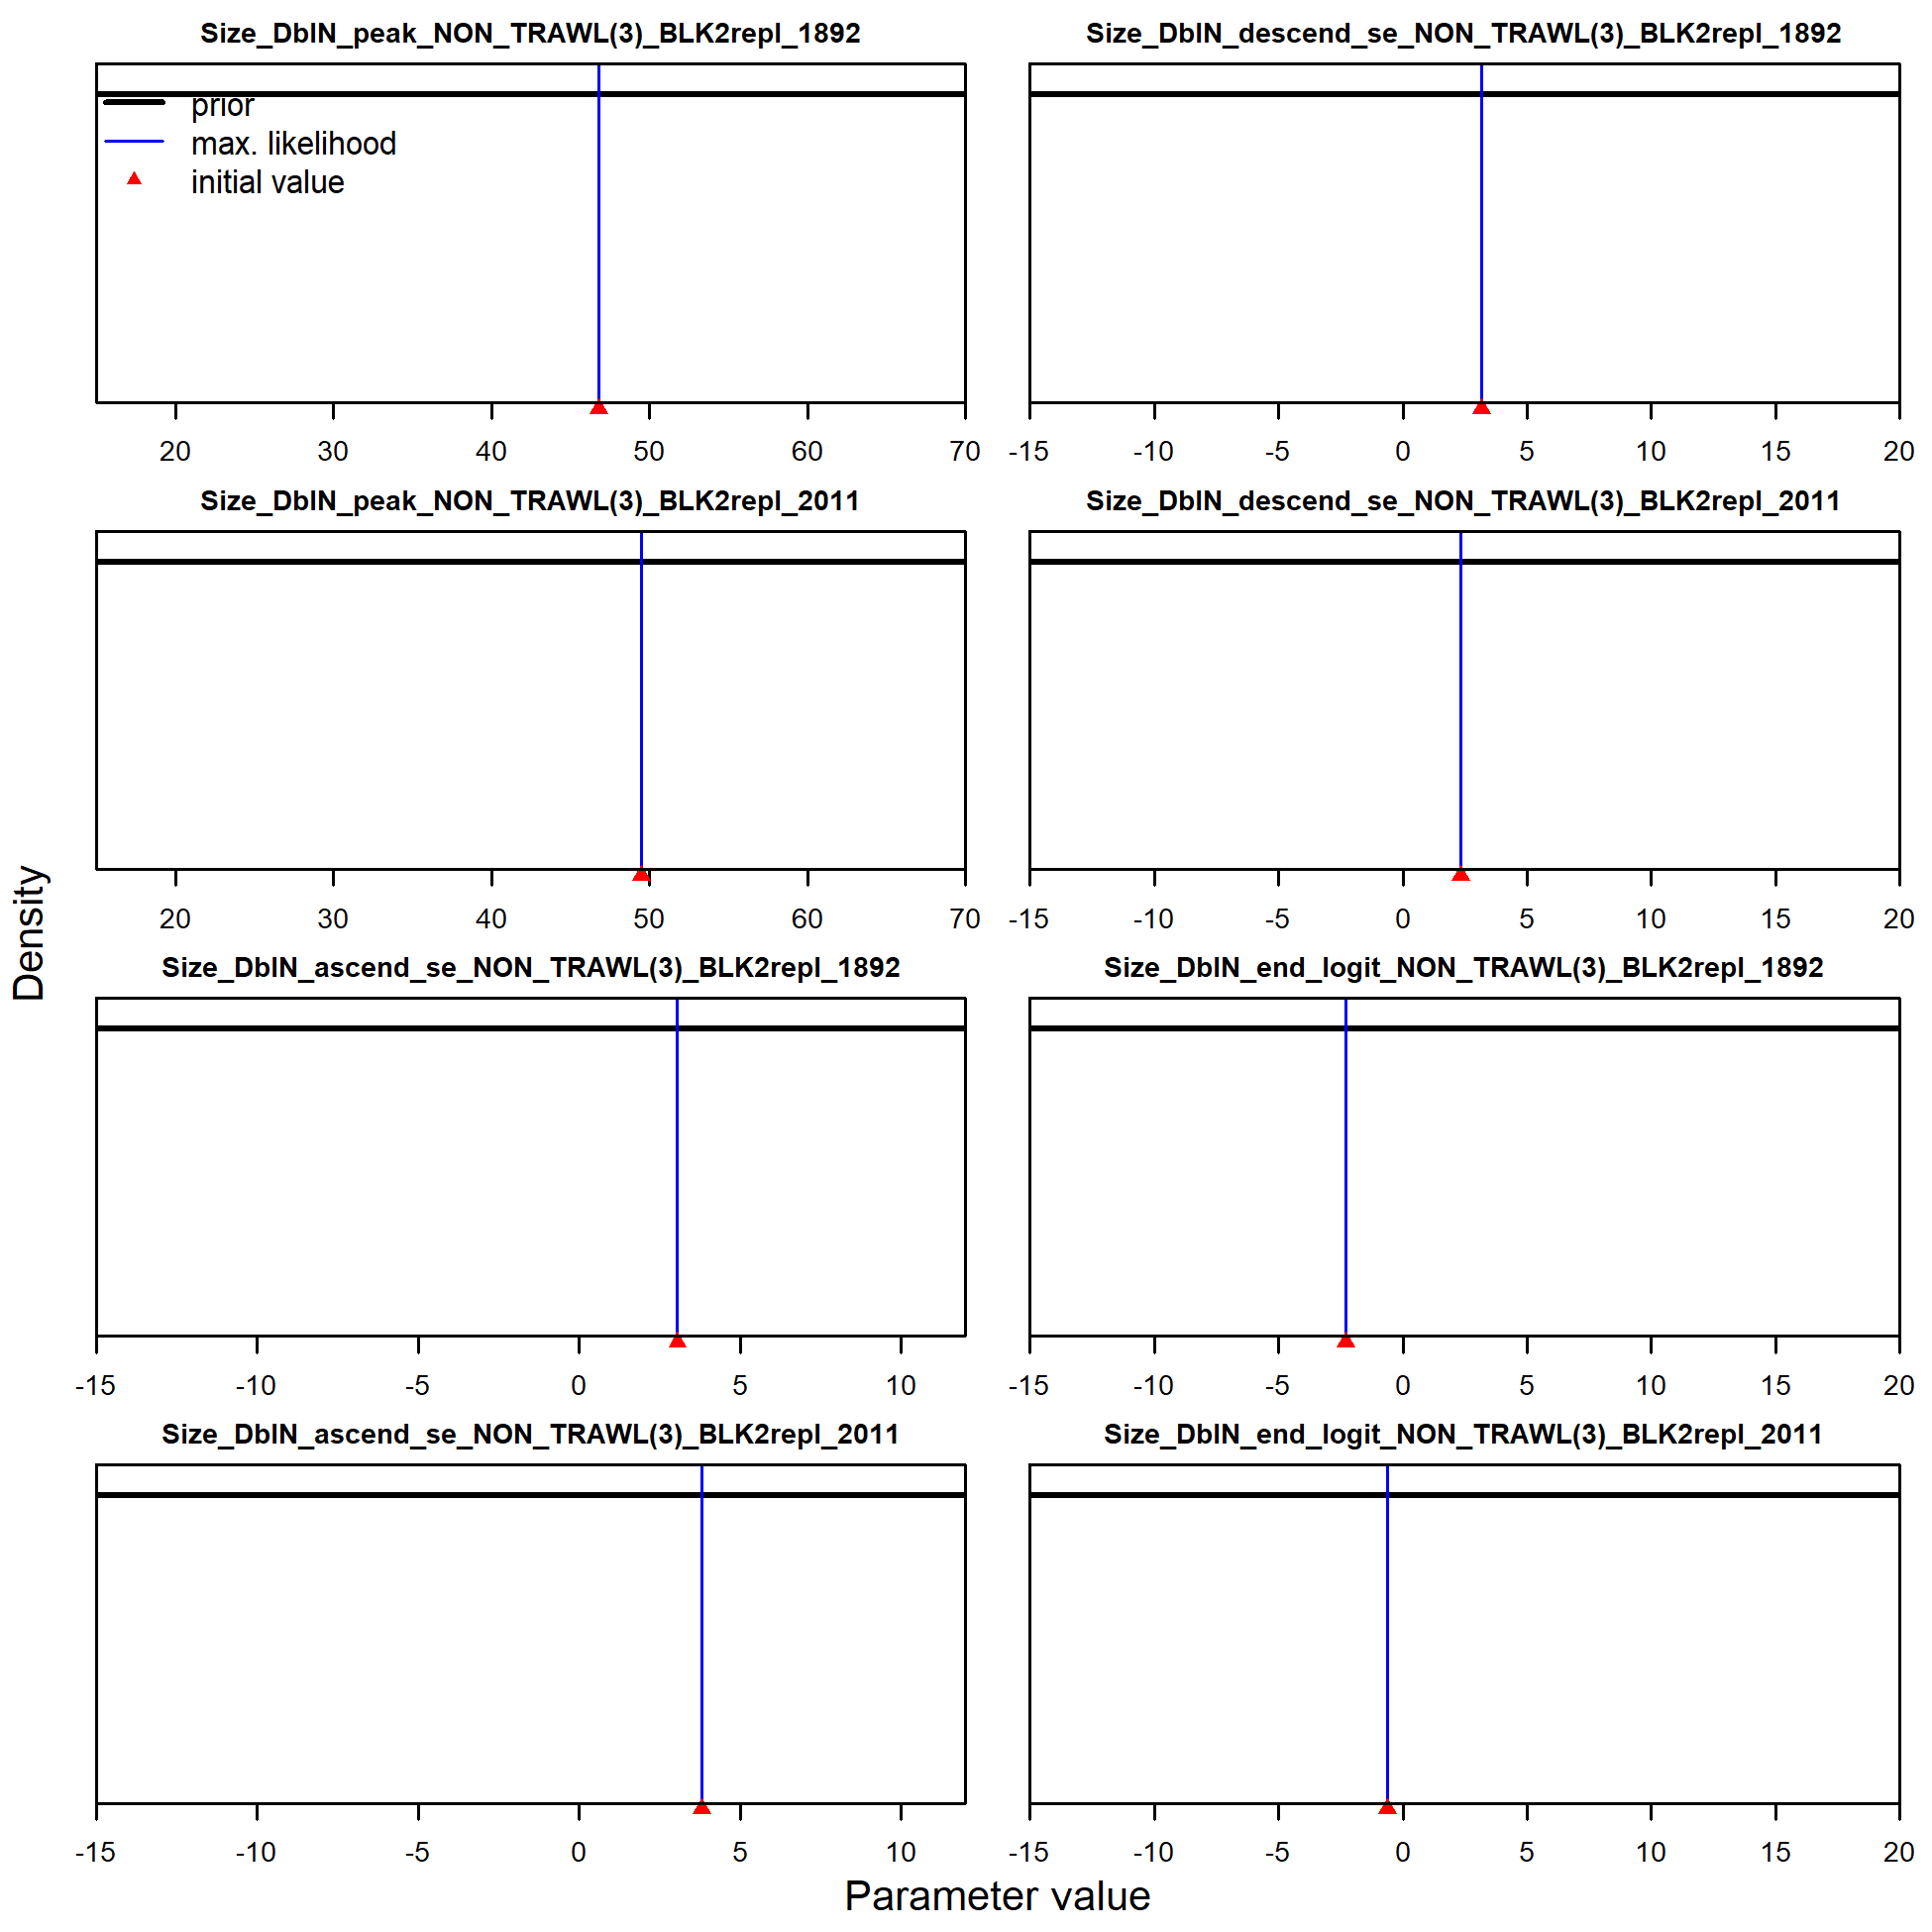 Size_DblN_peak_NON_TRAWL(3)_BLK2repl_1892
prior
max. likelihood
initial value
20 30 40 50 60 70
Size_DblN_descend_se_NON_TRAWL(3)_BLK2repl_1892
-15 -10 -5 0 5 10 15 20
Size_DblN_peak_NON_TRAWL(3)_BLK2repl_2011
20 30 40 50 60 70
Size_DblN_descend_se_NON_TRAWL(3)_BLK2repl_2011
-15 -10 -5 0 5 10 15 20
Density
Size_DblN_ascend_se_NON_TRAWL(3)_BLK2repl_1892
-15 -10 -5 0 5 10
Size_DblN_end_logit_NON_TRAWL(3)_BLK2repl_1892
-15 -10 -5 0 5 10 15 20
Size_DblN_ascend_se_NON_TRAWL(3)_BLK2repl_2011
-15 -10 -5 0 5 10
Size_DblN_end_logit_NON_TRAWL(3)_BLK2repl_2011
-15 -10 -5 0 5 10 15 20
Parameter value